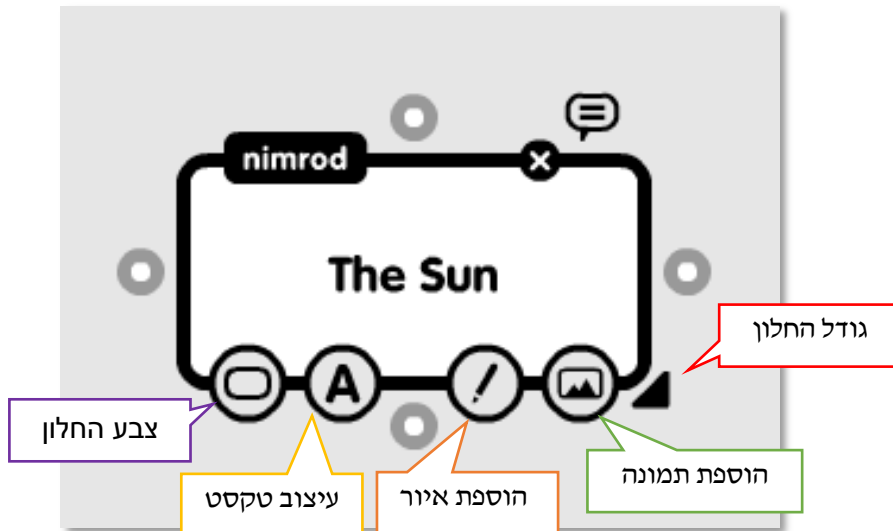 nimrod
The Sun
A
גודל החלון
צבע החלון
עיצוב טקסט
הוספת איור
הוספת תמונה